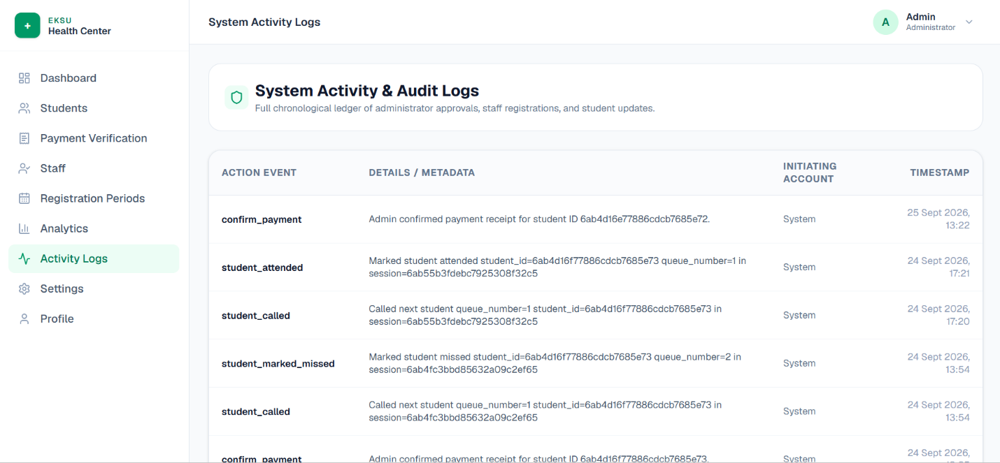 +
EKSU
Health Center
System Activity Logs
A
Admin
Administrator
Dashboard
Students
Payment Verification
Staff
Registration Periods
Analytics
Activity Logs
Settings
Profile
System Activity & Audit Logs
Full chronological ledger of administrator approvals, staff registrations, and student updates.
ACTION EVENT
DETAILS / METADATA
INITIATING
ACCOUNT
TIMESTAMP
confirm_payment
Admin confirmed payment receipt for student ID 6ab4d16e77886cdcb7685e72.
System
25 Sept 2026,
13:22
student_attended
Marked student attended student_id=6ab4d16f77886cdcb7685e73 queue_number=1 in
session=6ab55b3fdebc7925308f32c5
System
24 Sept 2026,
17:21
student_called
Called next student queue_number=1 student_id=6ab4d16f77886cdcb7685e73 in
session=6ab55b3fdebc7925308f32c5
System
24 Sept 2026,
17:20
student_marked_missed
Marked student missed student_id=6ab4d16f77886cdcb7685e73 queue_number=2 in
session=6ab4fc3bbd85632a09c2ef65
System
24 Sept 2026,
13:54
student_called
Called next student queue_number=1 student_id=6ab4d16f77886cdcb7685e73 in
session=6ab4fc3bbd85632a09c2ef65
System
24 Sept 2026,
13:54
confirm_payment
Admin confirmed payment receipt for student ID 6ab4d16f77886cdcb7685e73.
System
24 Sept 2026,